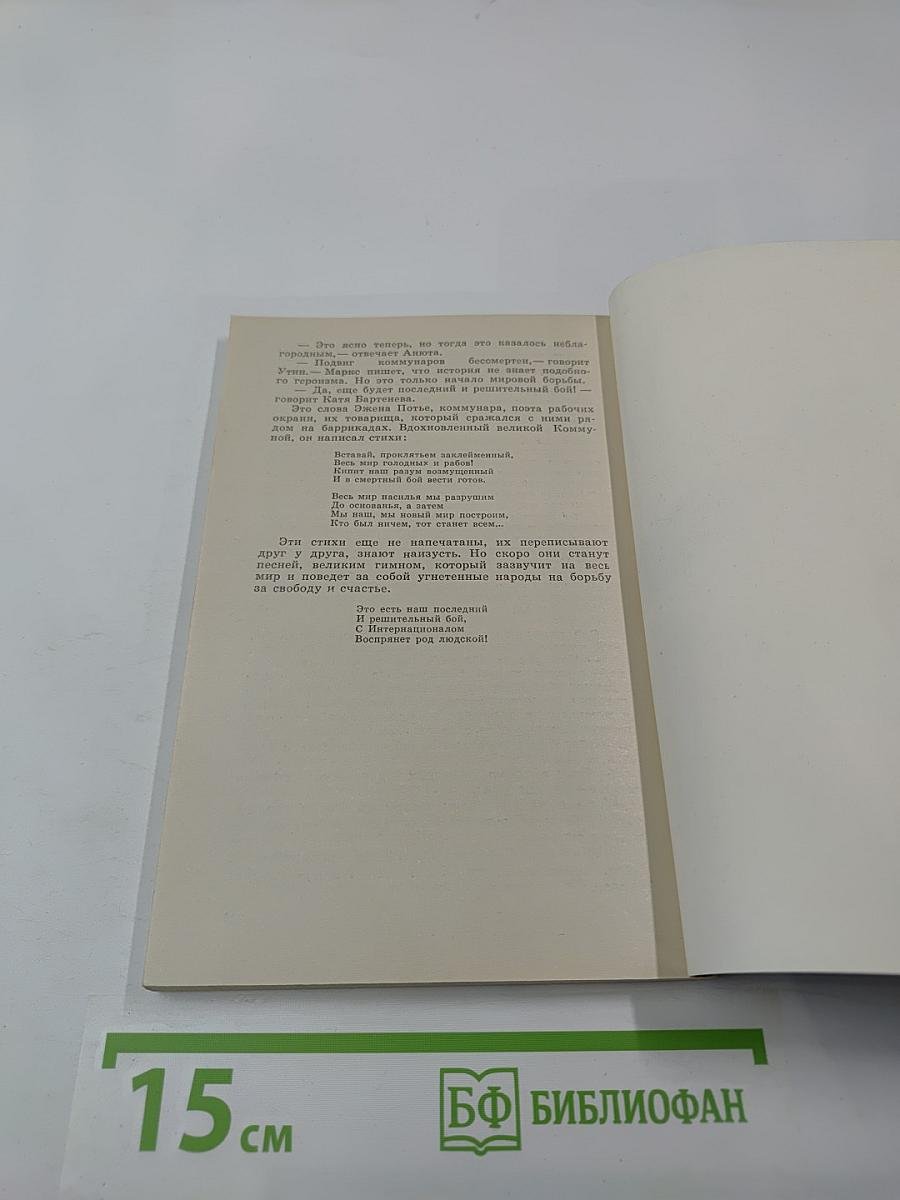 — Это ясно теперь, но тогда это казалось небла-
городным,— отвечает Анюта.
— Подвиг коммунаров бессмертен,— говорит
Утин.— Маркс пишет, что история не знает подобно-
го героизма. Но это только начало мировой борьбы.
— Да, еще будет последний и решительный бой! —
говорит Катя Бартенева.
Это слова Эжена Потье, коммунара, поэта рабочих
окраин, их товарища, который сражался с ними ря-
дом на баррикадах. Вдохновленный великой Комму-
ной, он написал стихи:
Вставай, проклятьем заклейменный,
Весь мир голодных и рабов!
Кипит наш разум возмущенный
И в смертный бой вести готов.
Весь мир насилья мы разрушим
До основанья, а затем
Мы наш, мы новый мир построим,
Кто был ничем, тот станет всем...
Эти стихи еще не напечатаны, их переписывают
друг у друга, знают наизусть. Но скоро они станут
песней, великим гимном, который зазвучит на весь
мир и поведет за собой угнетенные народы на борьбу
за свободу и счастье.
Это есть наш последний
И решительный бой,
С Интернационалом
Воспрянет род людской!
15 см
БФ БИБЛИОФАН